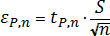 ε_{P,n} = t_{P,n} · S/√n